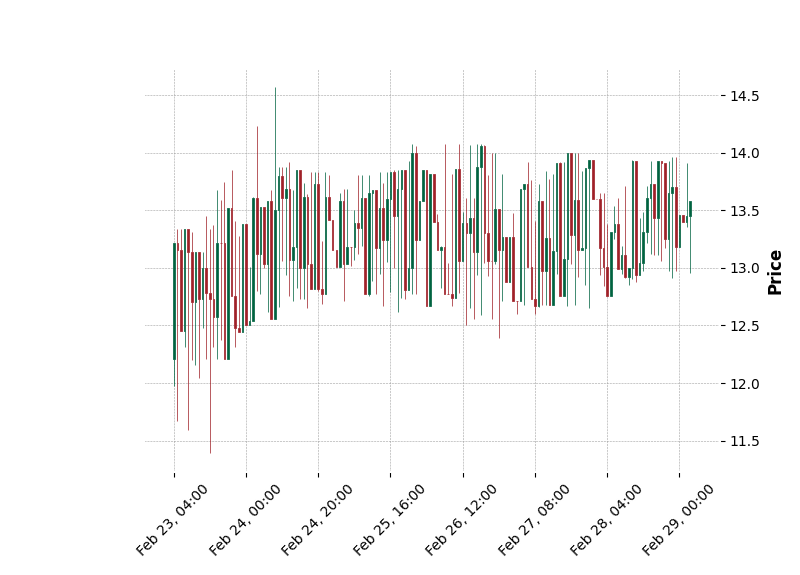 14.5
14.0
13.5
13.0
12.5
12.0
11.5
Price
Feb 23, 04:00
Feb 24, 00:00
Feb 24, 20:00
Feb 25, 16:00
Feb 26, 12:00
Feb 27, 08:00
Feb 28, 04:00
Feb 29, 00:00